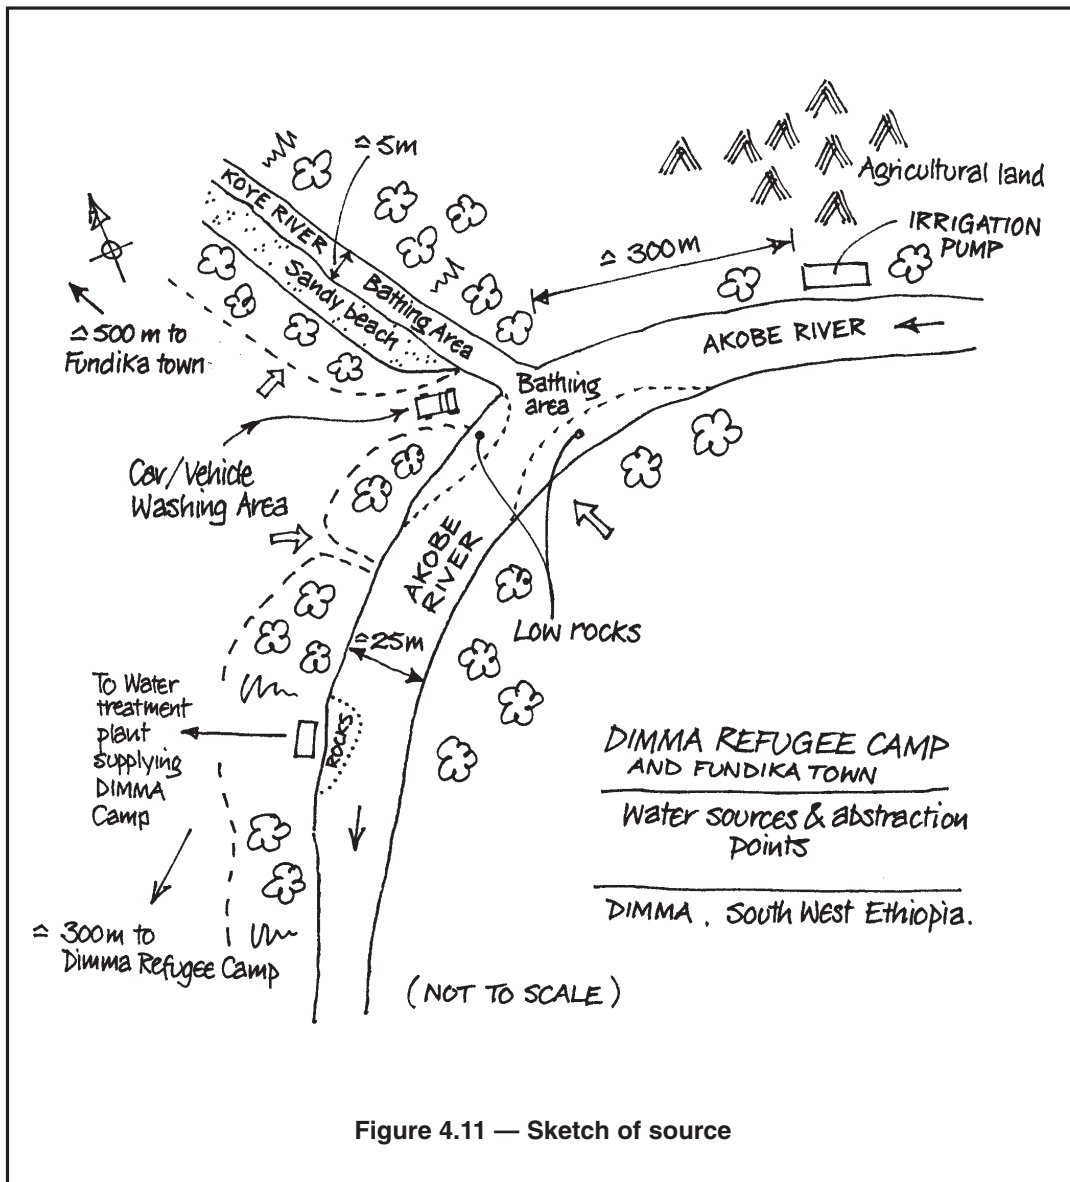 ≏ 5m
KOYE RIVER
Sandy beach
Bathing Area
≏ 300m
Agricultural land
IRRIGATION
PUMP
AKOBE RIVER
≏ 500 m to
Fundika town
Bathing
area
Car/Vehicle
Washing Area
AKOBE
RIVER
Low rocks
≏ 25m
To Water
treatment
plant
supplying
DIMMA
Camp
ROCKS
≏ 300m to
Dimma Refugee Camp
DIMMA REFUGEE CAMP
AND FUNDIKA TOWN
Water sources & abstraction
points
DIMMA, South West Ethiopia.
(NOT TO SCALE)
Figure 4.11 — Sketch of source